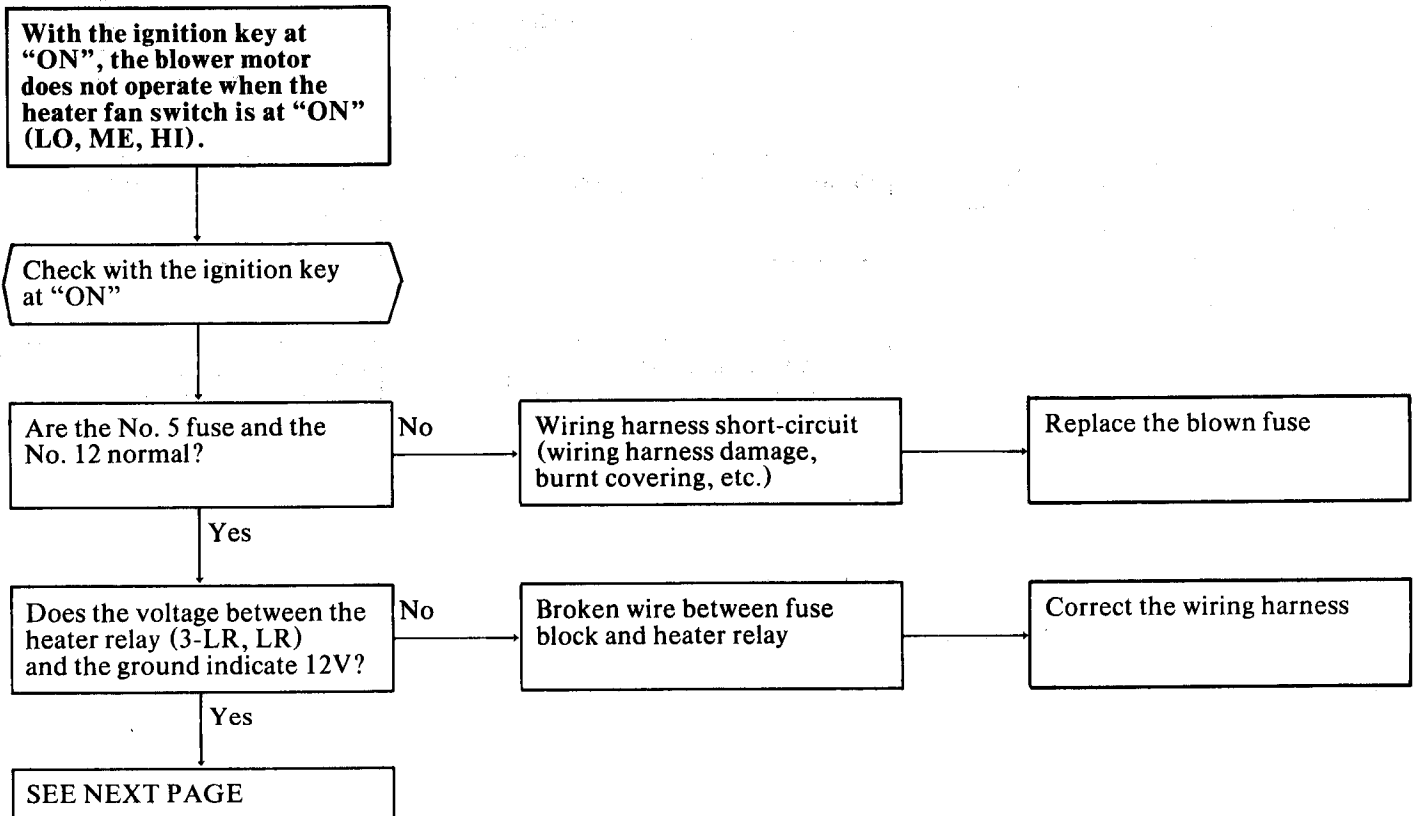 With the ignition key at
“ON”, the blower motor
does not operate when the
heater fan switch is at “ON”
(LO, ME, HI).
Check with the ignition key
at “ON”
Are the No. 5 fuse and the
No. 12 normal?
No
Wiring harness short-circuit
(wiring harness damage,
burnt covering, etc.)
Replace the blown fuse
Yes
Does the voltage between the
heater relay (3-LR, LR)
and the ground indicate 12V?
No
Broken wire between fuse
block and heater relay
Correct the wiring harness
Yes
SEE NEXT PAGE